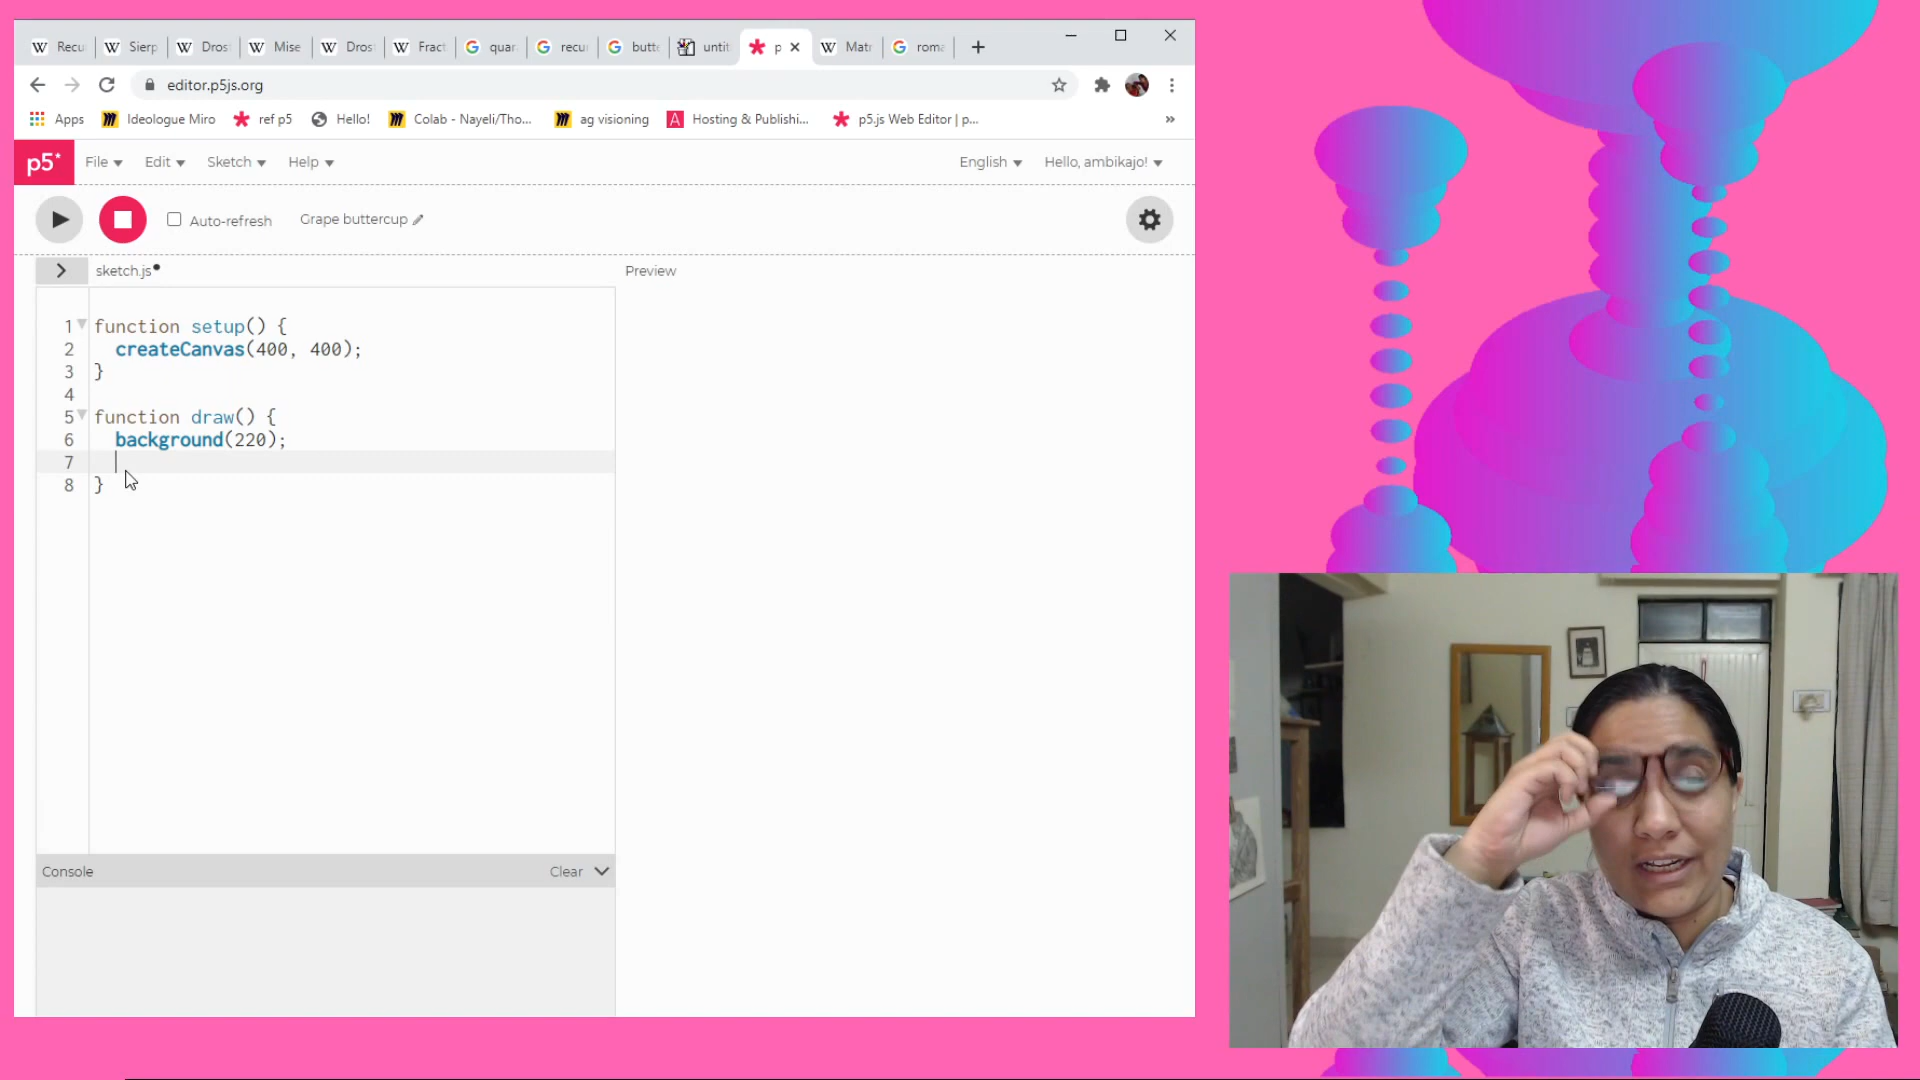 Recu
Sierp
Dros
Mise
Dros
Fract
quar
recu
butte
untit
p
Mat
roma
editor.p5js.org
Apps
Ideologue Miro
ref p5
Hello!
Colab - Nayeli/Tho...
ag visioning
Hosting & Publishi...
p5.js Web Editor | p...
»
p5*
File
Edit
Sketch
Help
English
Hello, ambikajo!
Auto-refresh
Grape buttercup
sketch.js
Preview
1 function setup() {
2 createCanvas(400, 400);
3 }
4
5 function draw() {
6 background(220);
7
8 }
Console
Clear